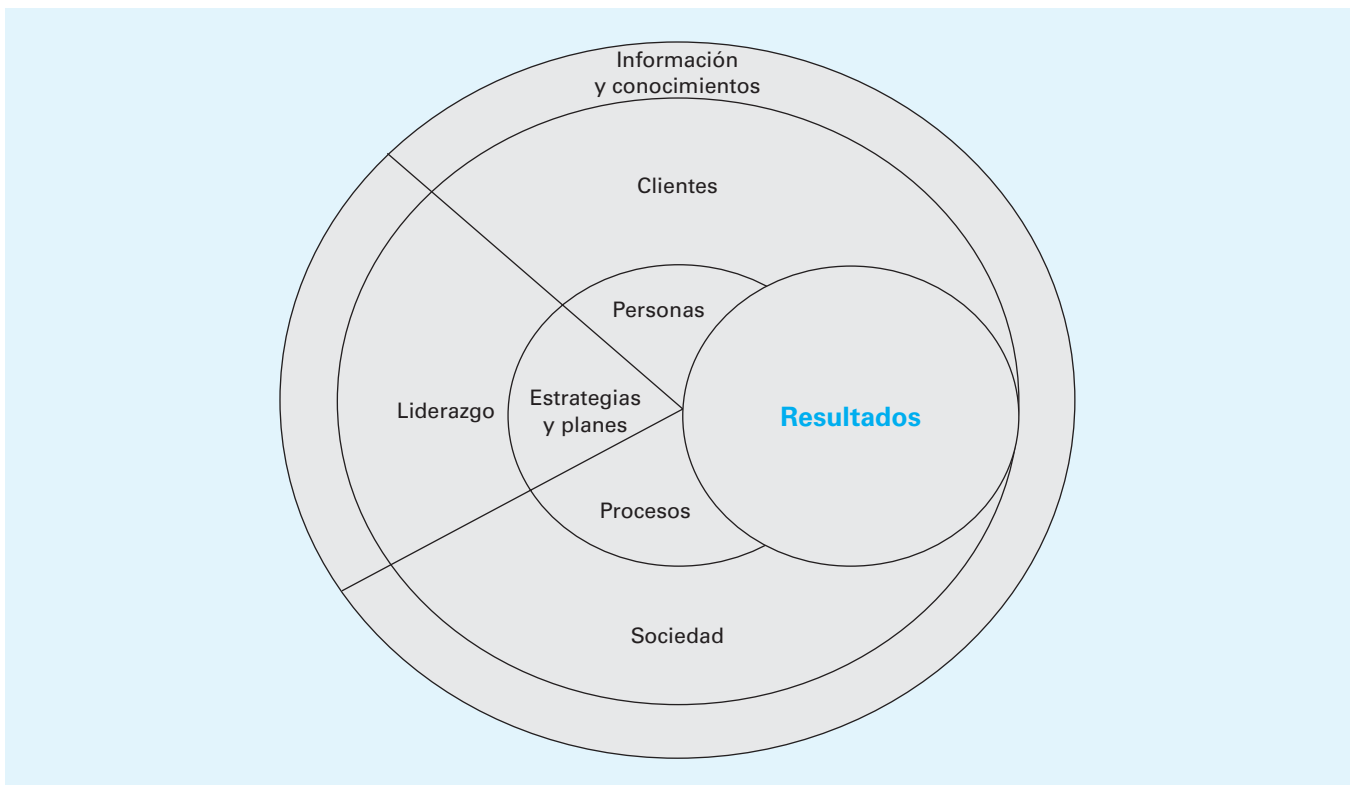 Información
y conocimientos
Clientes
Personas
Liderazgo
Estrategias
y planes
Resultados
Procesos
Sociedad